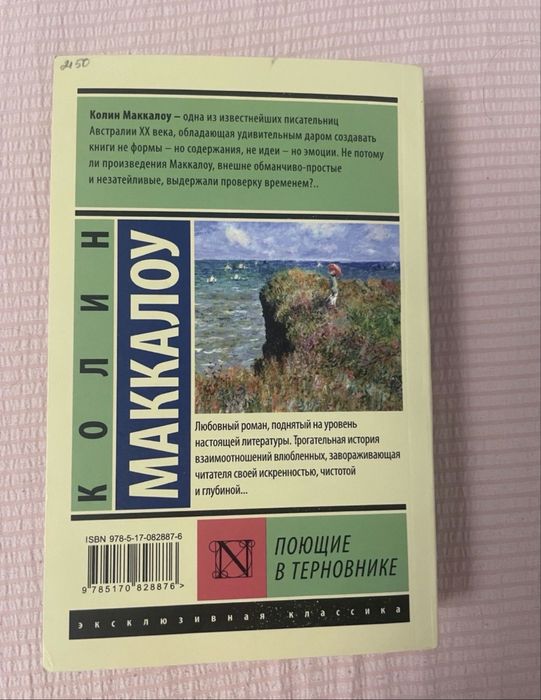 450
Колин Маккалоу – одна из известнейших писательниц
Австралии XX века, обладающая удивительным даром создавать
книги не формы – но содержания, не идеи – но эмоции. Не потому
ли произведения Маккалоу, внешне обманчиво-простые
и незатейливые, выдержали проверку временем?..
КОЛИН
МАККАЛОУ
Любовный роман, поднятый на уровень
настоящей литературы. Трогательная история
взаимоотношений влюбленных, завораживающая
читателя своей искренностью, чистотой
и глубиной...
ISBN 978-5-17-082887-6
9 785170 828876 >
N
ПОЮЩИЕ
В ТЕРНОВНИКЕ
эксклюзивная классика